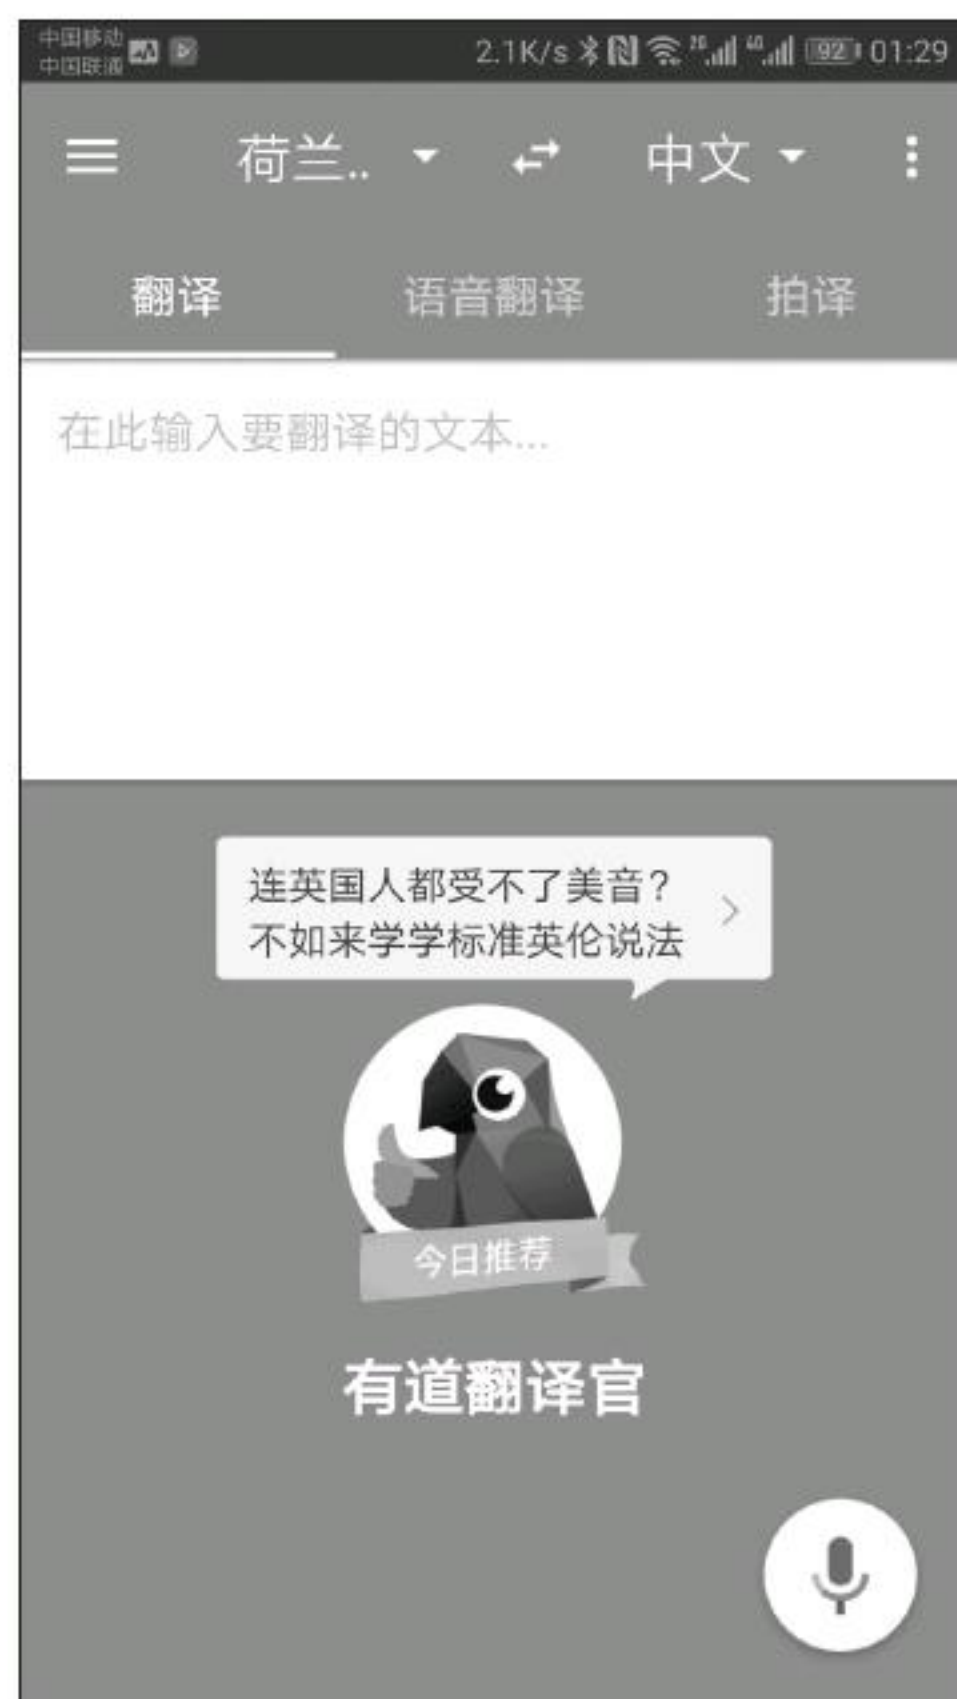 中国移动
中国联通
2.1K/s 2G 4G 92 01:29
荷兰.. 中文
翻译 语音翻译 拍译
在此输入要翻译的文本...
连英国人都受不了美音？
不如来学学标准英伦说法
今日推荐
有道翻译官